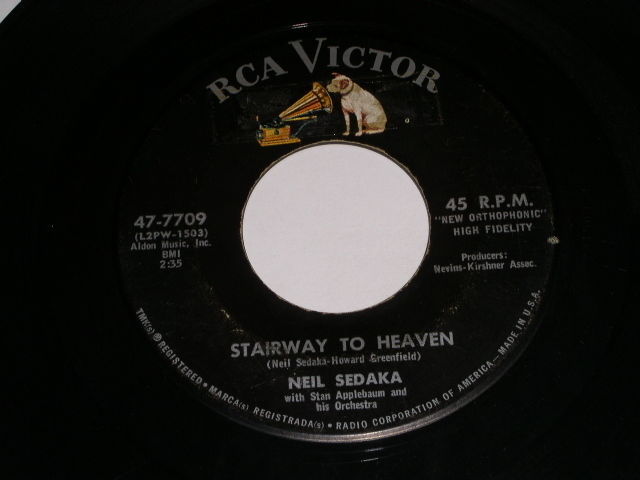 RCA VICTOR
47-7709
(L2PW-1503)
Aldon Music, Inc.
BMI
2:35
45 R.P.M.
"NEW ORTHOPHONIC"
HIGH FIDELITY
Producers:
Nevins-Kirshner Assoc.
STAIRWAY TO HEAVEN
(Neil Sedaka-Howard Greenfield)
NEIL SEDAKA
with Stan Applebaum and
his Orchestra
TMK(s) ® REGISTERED • MARCA(s) REGISTRADA(s) • RADIO CORPORATION OF AMERICA—MADE IN U.S.A.